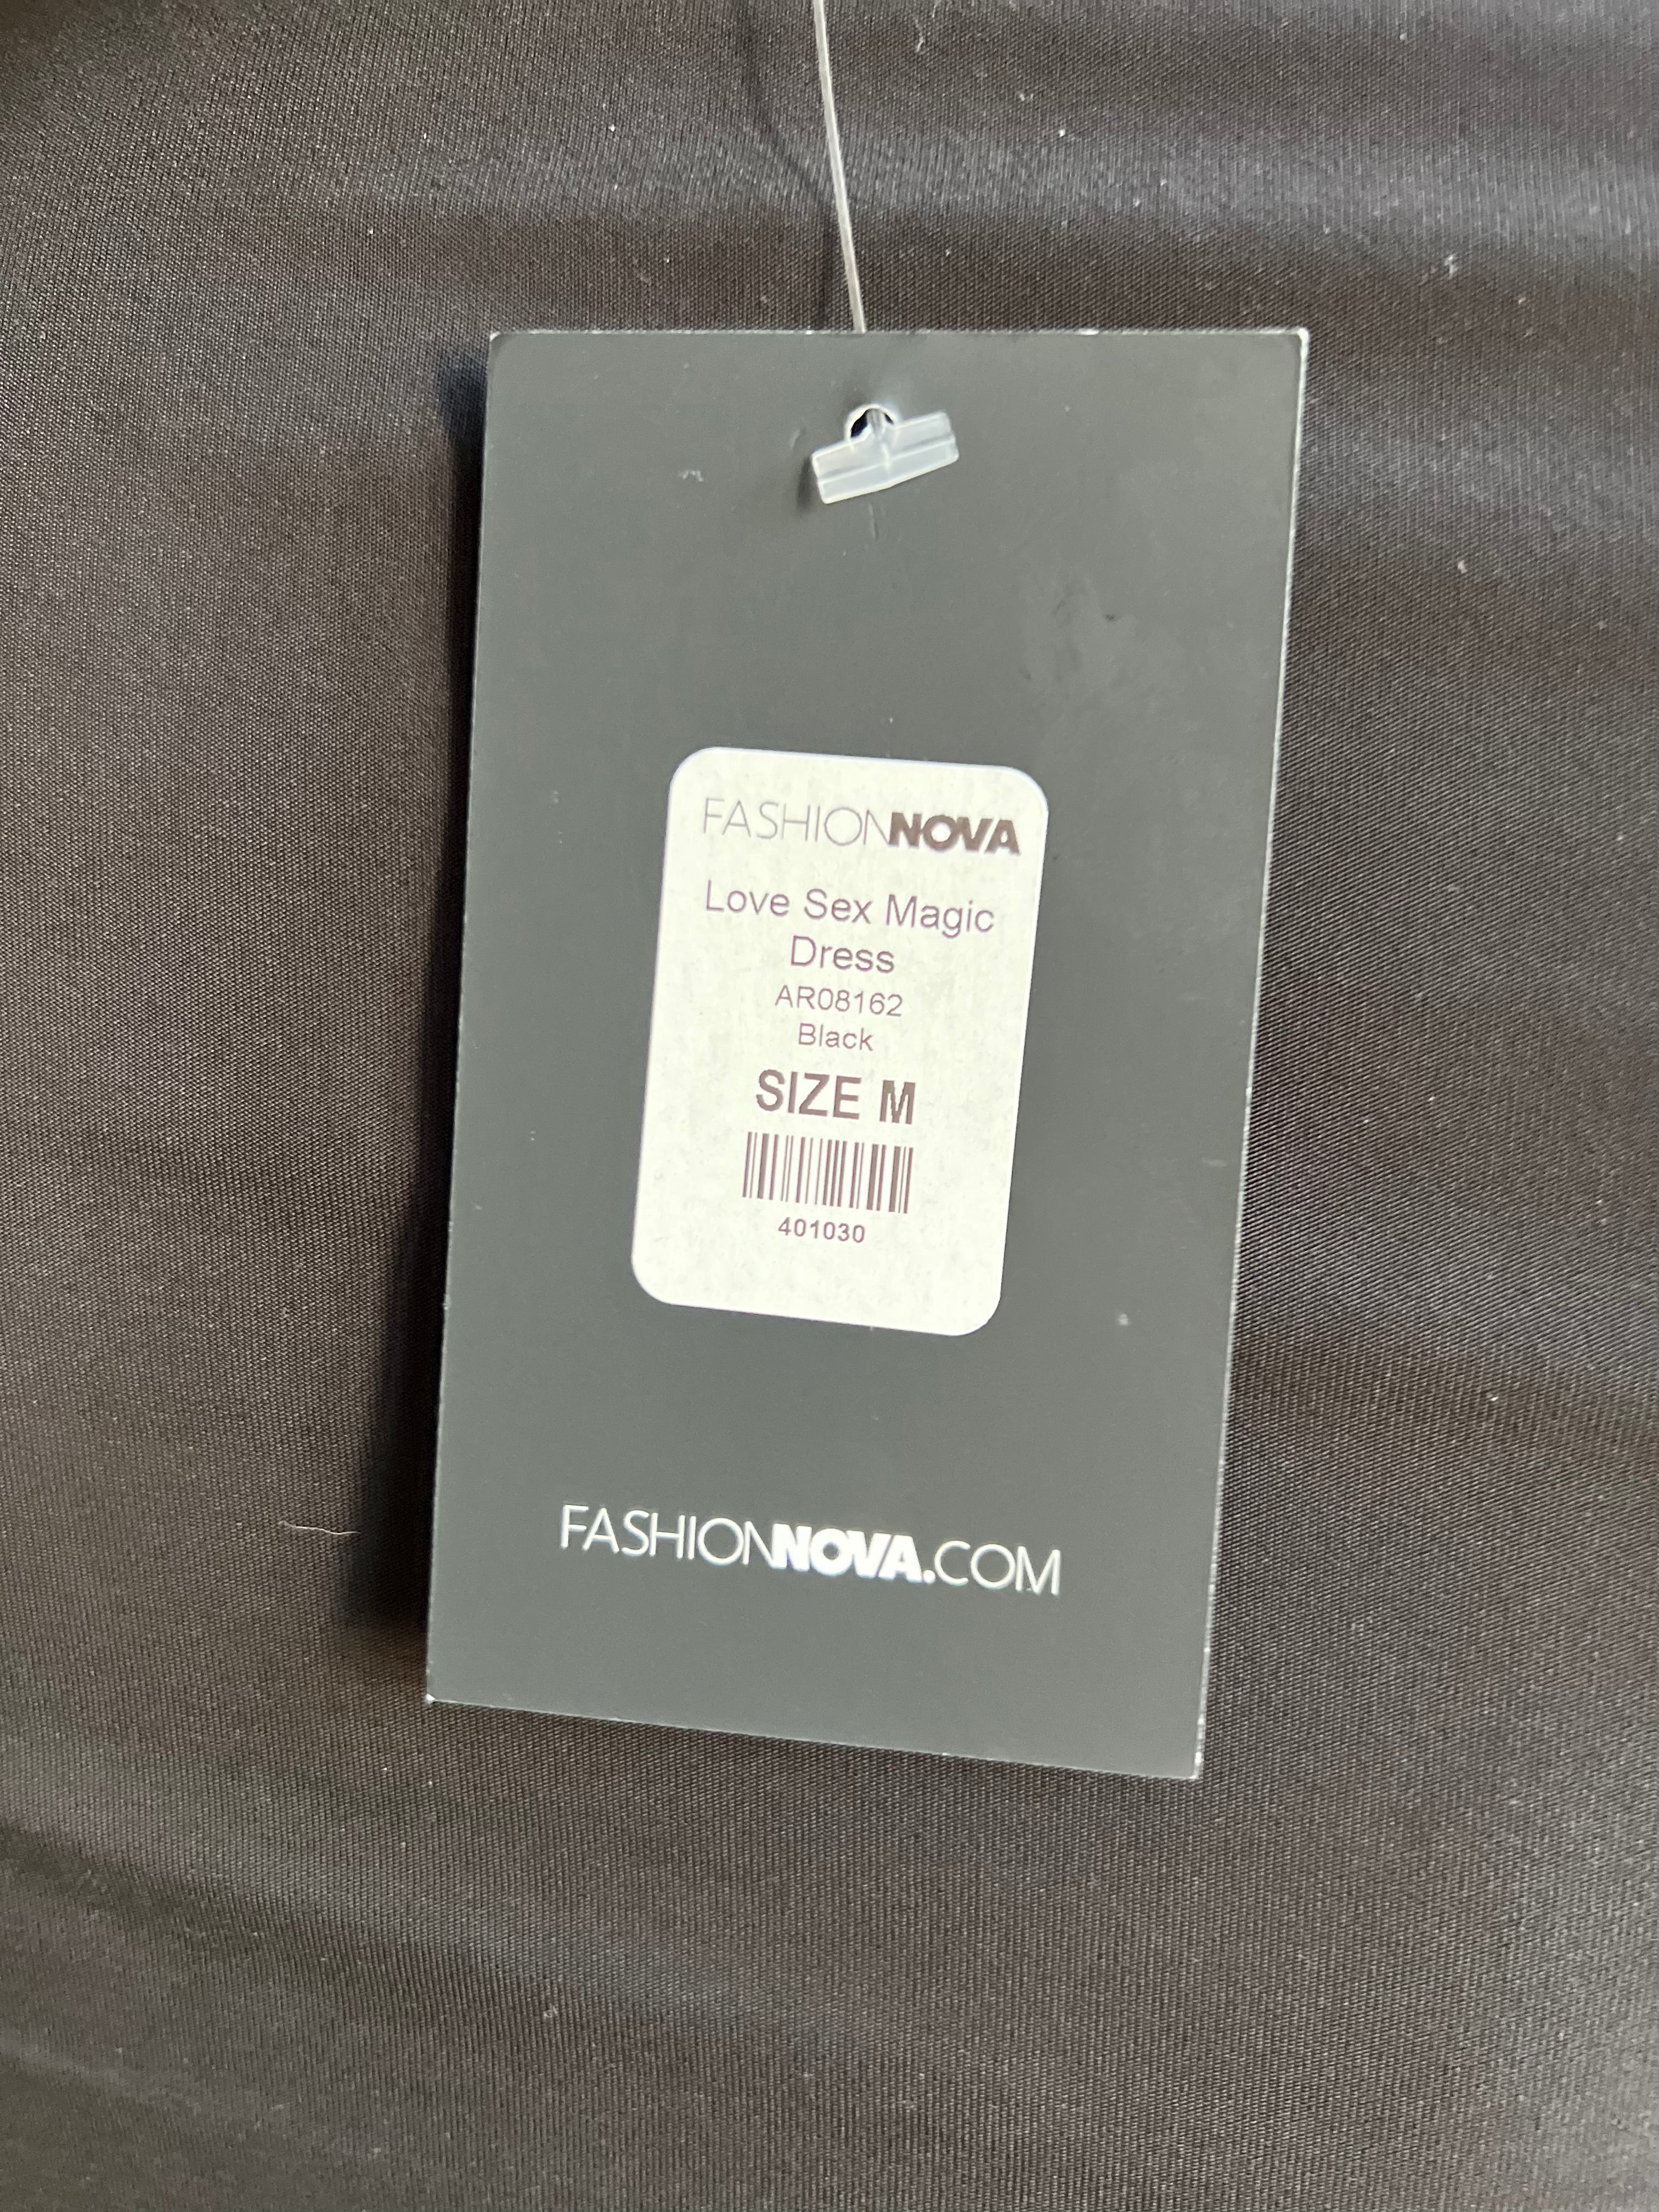 FASHIONNOVA
Love Sex Magic
Dress
AR08162
Black
SIZE M
401030
FASHIONNOVA.COM